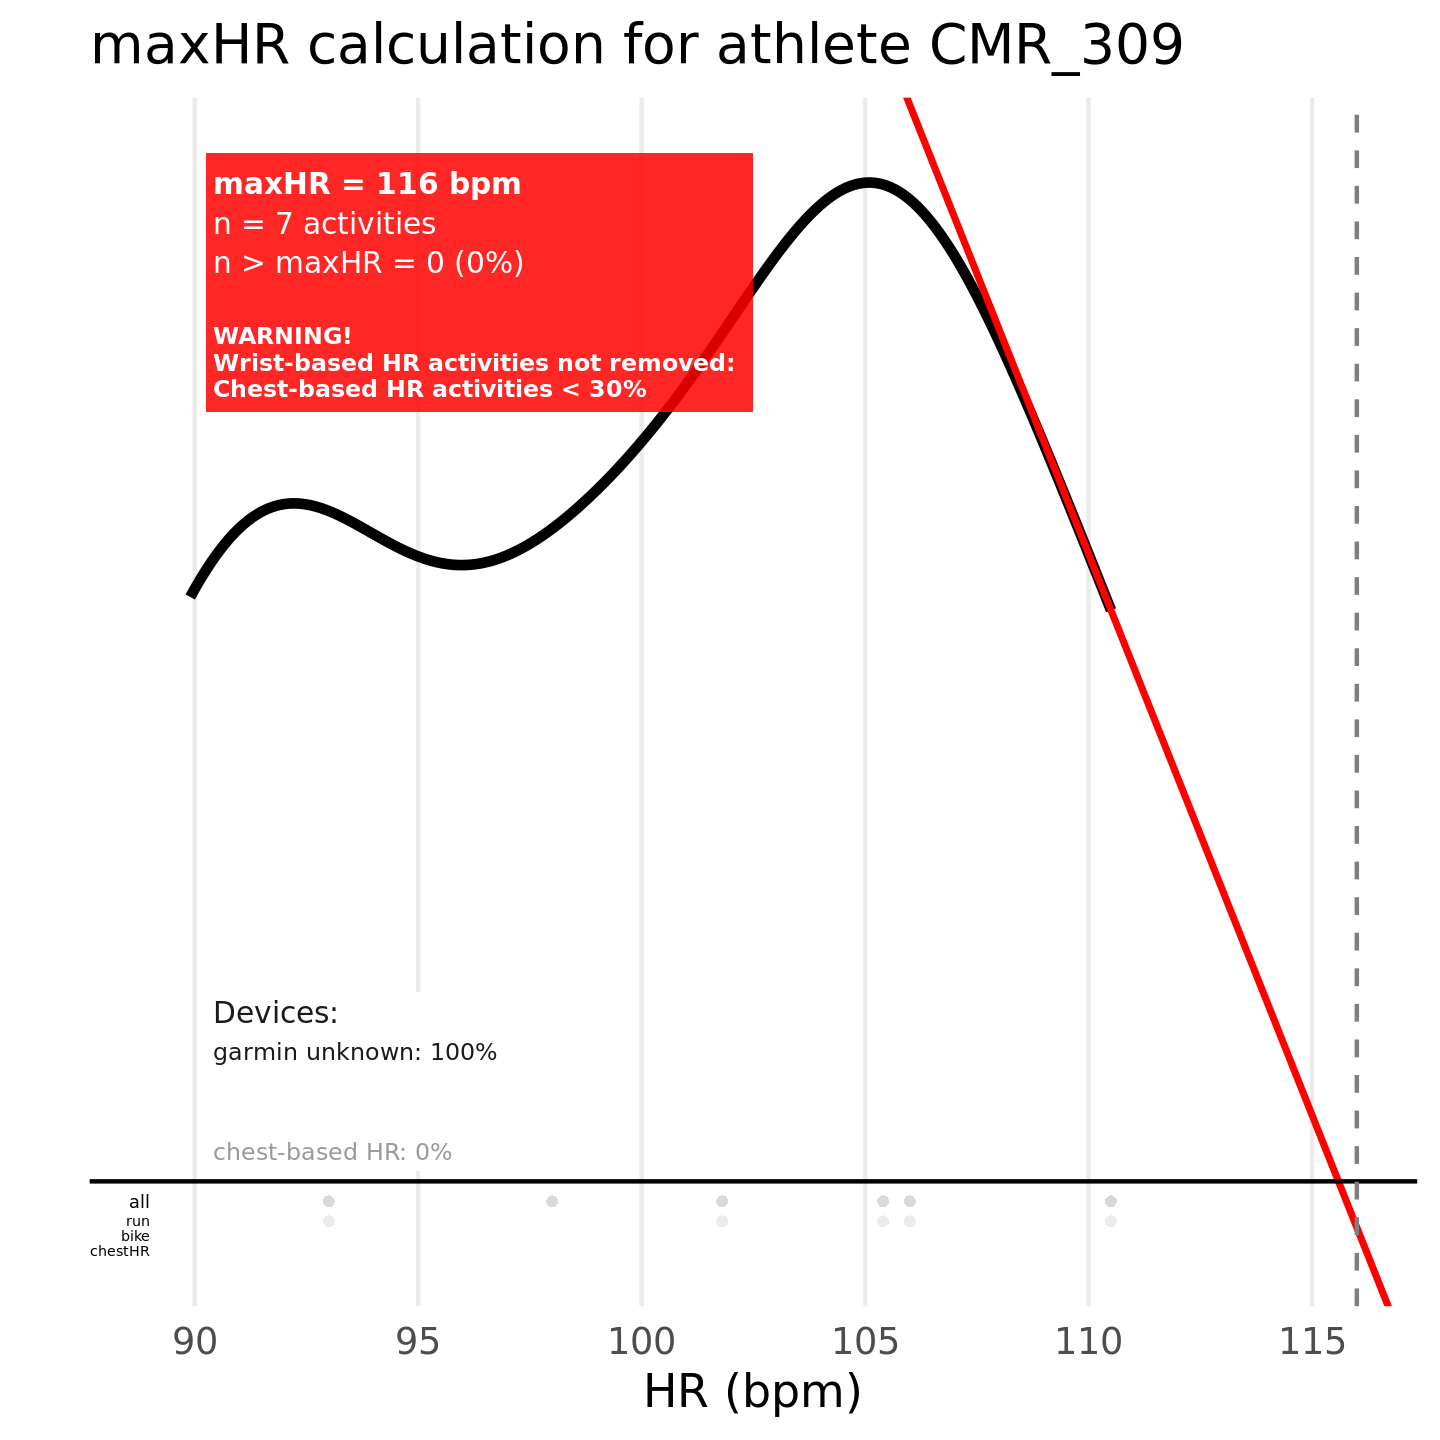 maxHR calculation for athlete CMR_309
maxHR = 116 bpm
n = 7 activities
n > maxHR = 0 (0%)
WARNING!
Wrist-based HR activities not removed:
Chest-based HR activities < 30%
Devices:
garmin unknown: 100%
chest-based HR: 0%
all
run
bike
chestHR
90 95 100 105 110 115
HR (bpm)